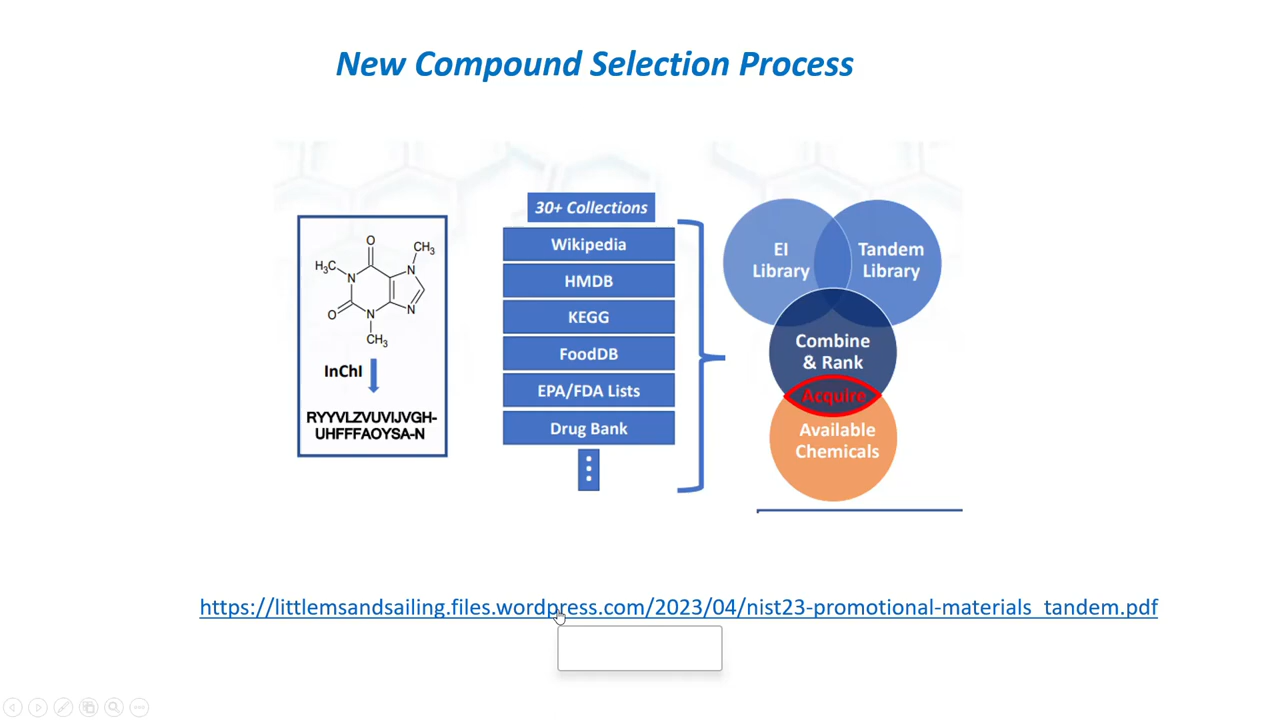 New Compound Selection Process
O
CH3
H3C
N
N
O
N
N
CH3
InChI
RYYVLZVUVIJVGH-
UHFFFAOYSA-N
30+ Collections
Wikipedia
HMDB
KEGG
FoodDB
EPA/FDA Lists
Drug Bank
EI
Library
Tandem
Library
Combine
& Rank
Acquire
Available
Chemicals
https://littlemsandsailing.files.wordpress.com/2023/04/nist23-promotional-materials_tandem.pdf